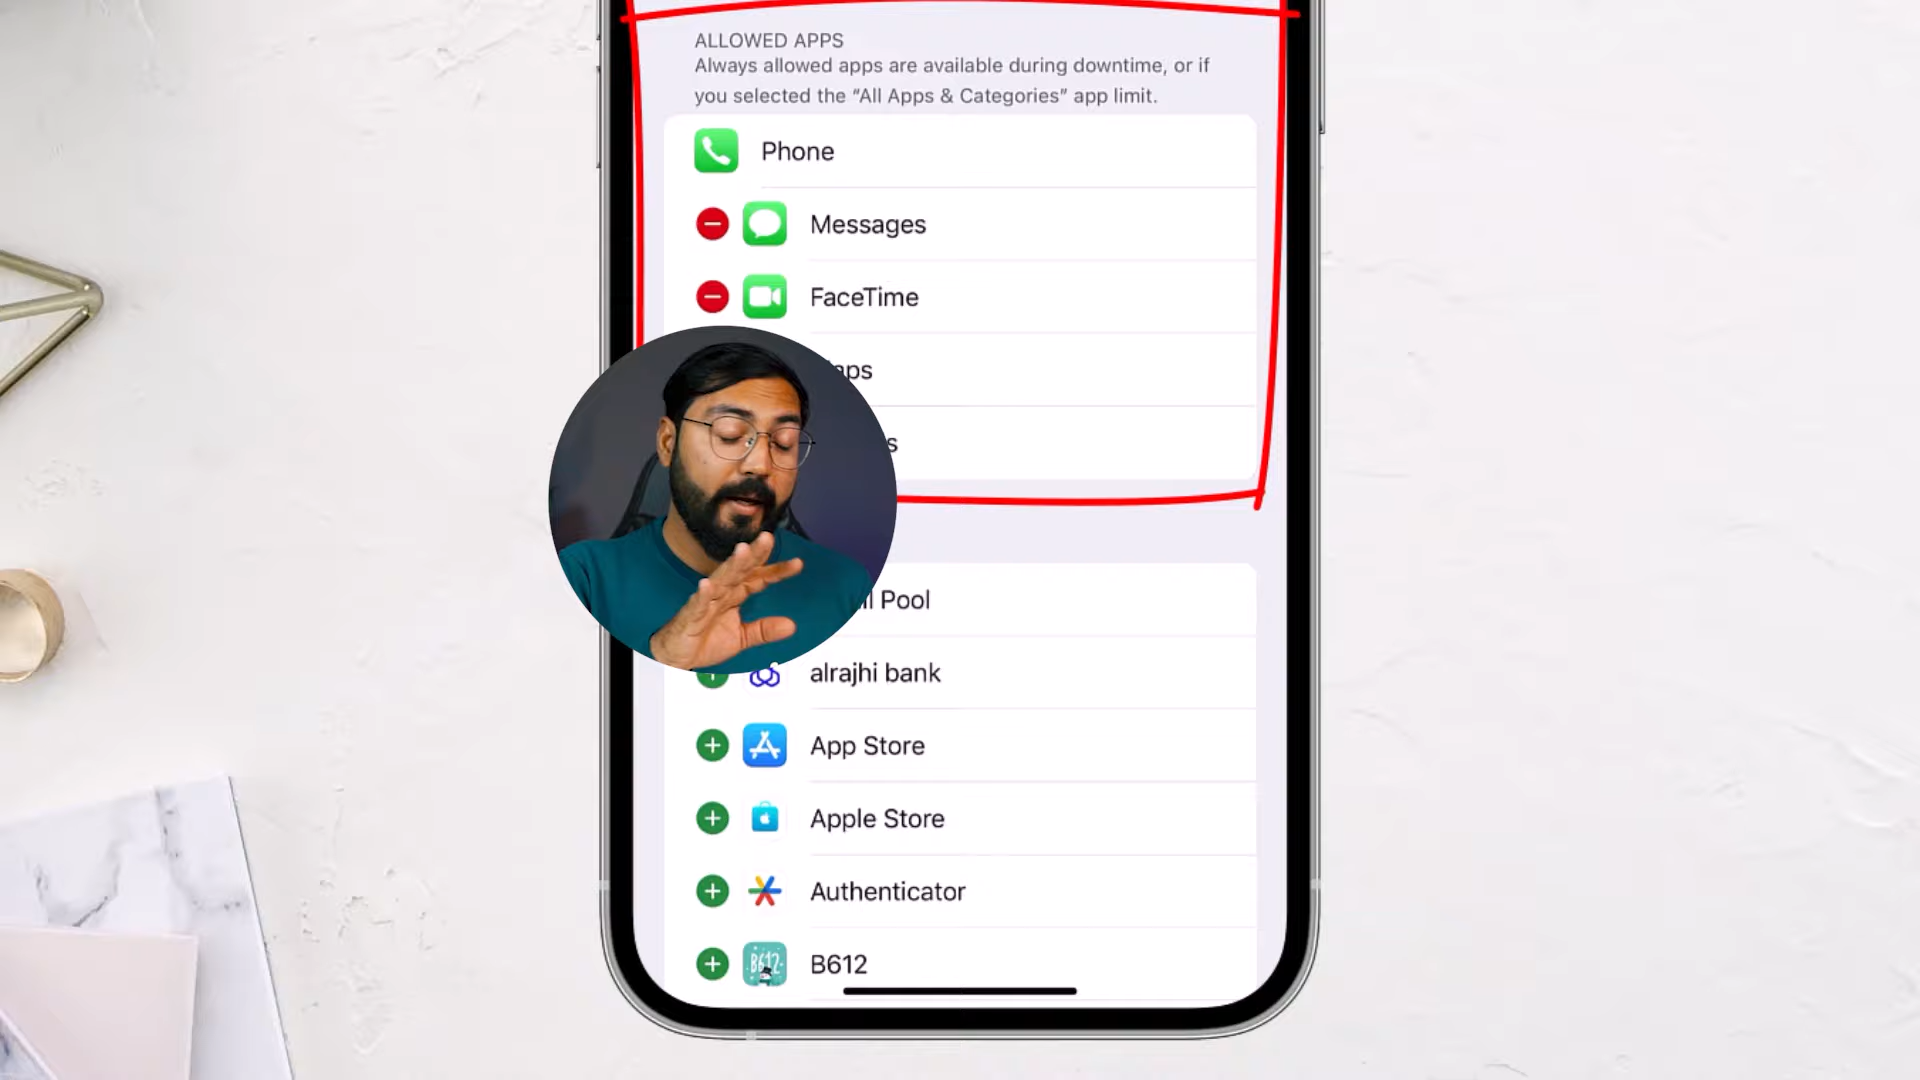 ALLOWED APPS
Always allowed apps are available during downtime, or if
you selected the “All Apps & Categories” app limit.
Phone
Messages
FaceTime
Pool
alrajhi bank
App Store
Apple Store
Authenticator
B612
B612